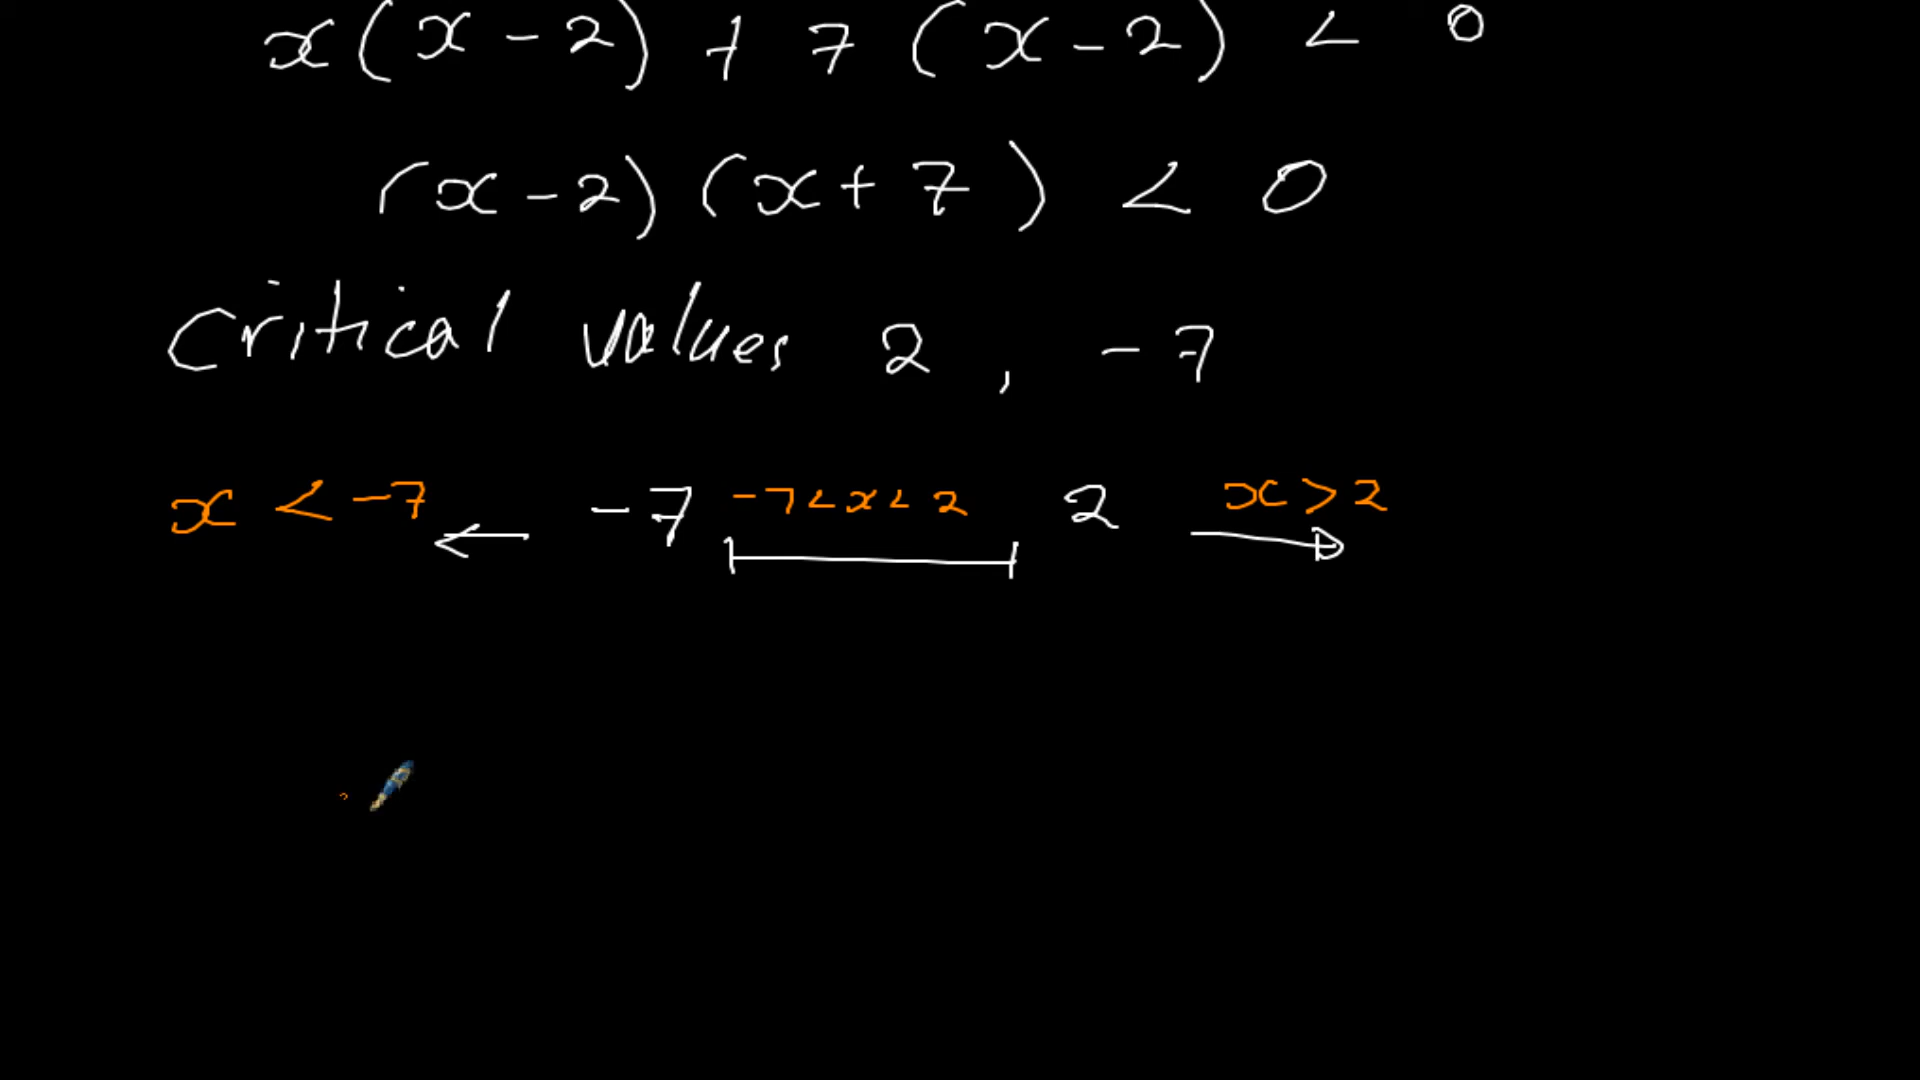 x(x-2) + 7(x-2) < 0
(x-2)(x+7) < 0
Critical values 2, -7
x < -7 ← -7 -7<x<2 2 x>2 →